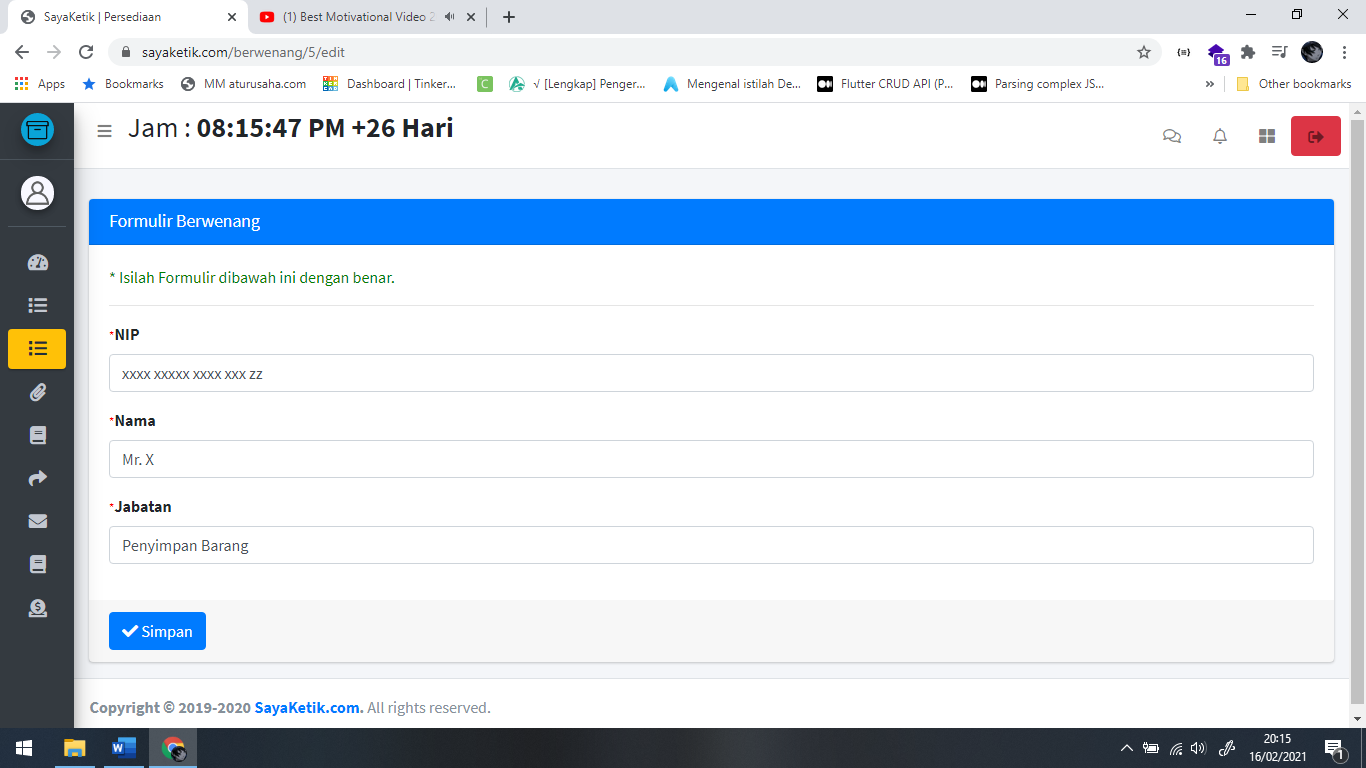 SayaKetik | Persediaan
(1) Best Motivational Video 2
sayaketik.com/berwenang/5/edit
16
Apps
Bookmarks
MM aturusaha.com
Dashboard | Tinker...
C
√ [Lengkap] Penger...
Mengenal istilah De...
Flutter CRUD API (P...
Parsing complex JS...
»
Other bookmarks
Jam : 08:15:47 PM +26 Hari
Formulir Berwenang
* Isilah Formulir dibawah ini dengan benar.
*NIP
xxxx xxxxx xxxx xxx zz
*Nama
Mr. X
*Jabatan
Penyimpan Barang
Simpan
Copyright © 2019-2020 SayaKetik.com. All rights reserved.
20:15
16/02/2021
1